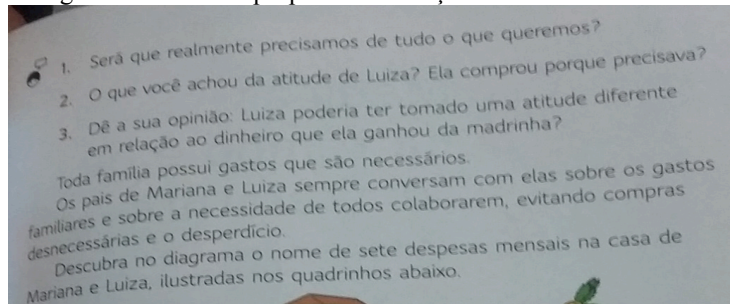 1. Será que realmente precisamos de tudo o que queremos?
2. O que você achou da atitude de Luiza? Ela comprou porque precisava?
3. Dê a sua opinião: Luiza poderia ter tomado uma atitude diferente
em relação ao dinheiro que ela ganhou da madrinha?
Toda família possui gastos que são necessários.
Os pais de Mariana e Luiza sempre conversam com elas sobre os gastos
familiares e sobre a necessidade de todos colaborarem, evitando compras
desnecessárias e o desperdício.
Descubra no diagrama o nome de sete despesas mensais na casa de
Mariana e Luiza, ilustradas nos quadrinhos abaixo.